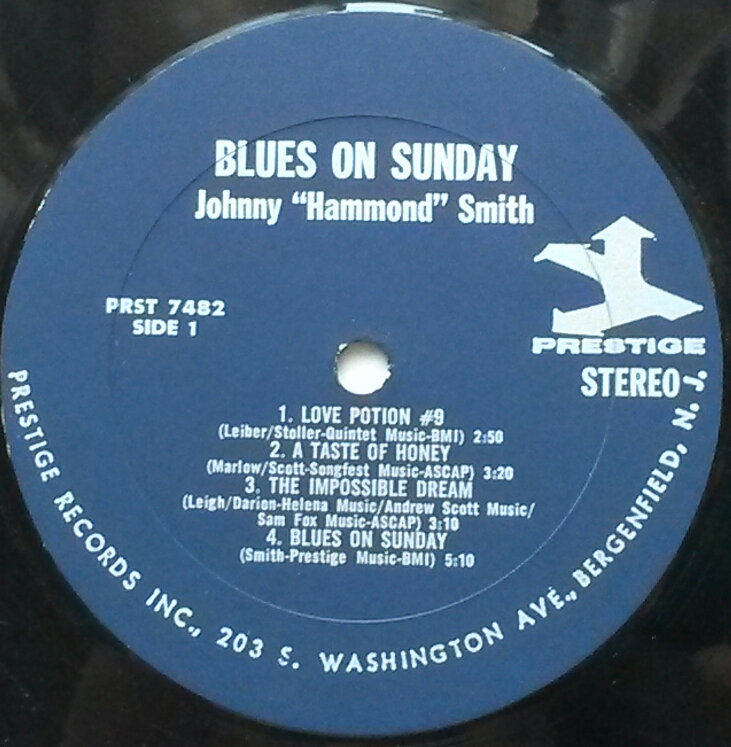 BLUES ON SUNDAY
Johnny "Hammond" Smith
PRST 7482
SIDE 1
PRESTIGE
STEREO
1. LOVE POTION #9
(Leiber/Stoller-Quintet Music-BMI) 2:50
2. A TASTE OF HONEY
(Marlow/Scott-Songfest Music-ASCAP) 3:20
3. THE IMPOSSIBLE DREAM
(Leigh/Darion-Helena Music/Andrew Scott Music/
Sam Fox Music-ASCAP) 3:10
4. BLUES ON SUNDAY
(Smith-Prestige Music-BMI) 5:10
PRESTIGE RECORDS INC., 203 S. WASHINGTON AVE., BERGENFIELD, N. J.